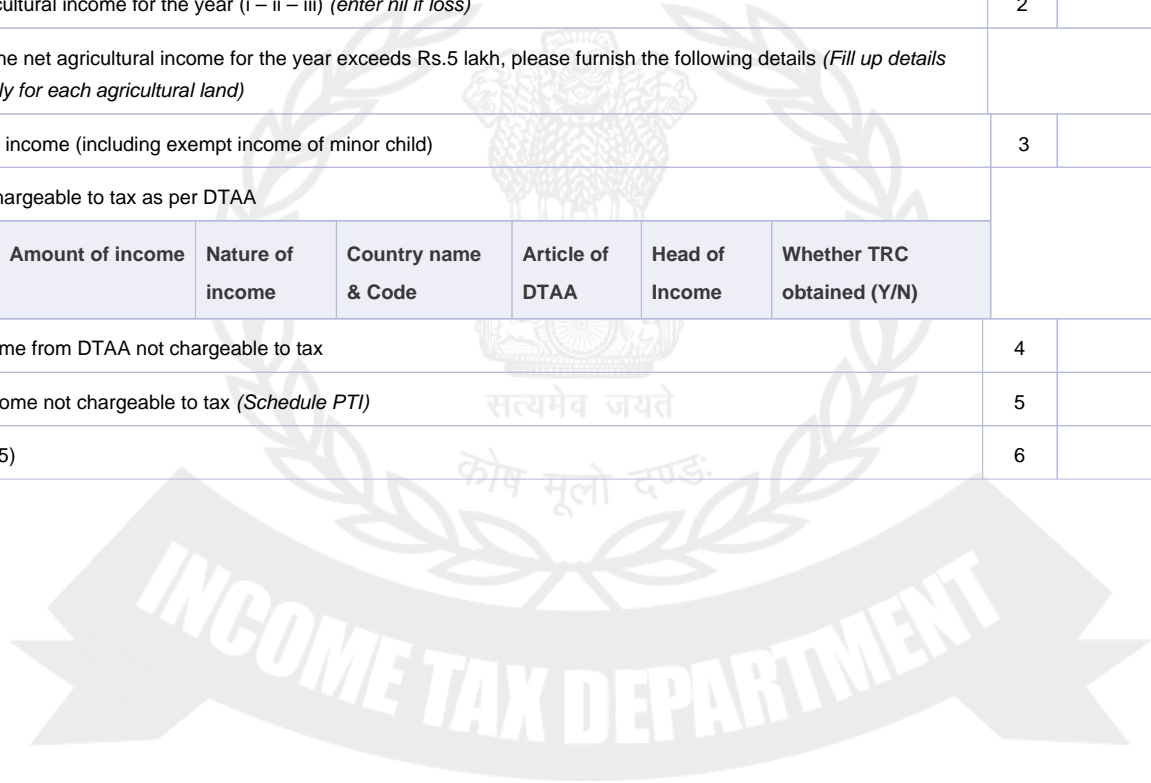 cultural income for the year (i – ii – iii) (enter nil if loss) 2
he net agricultural income for the year exceeds Rs.5 lakh, please furnish the following details (Fill up details
ly for each agricultural land)
income (including exempt income of minor child) 3
hargeable to tax as per DTAA
Amount of income Nature of income Country name & Code Article of DTAA Head of Income Whether TRC obtained (Y/N)
me from DTAA not chargeable to tax 4
ome not chargeable to tax (Schedule PTI) 5
5) 6
सत्यमेव जयते
कोष मूलो दण्डः
INCOME TAX DEPARTMENT